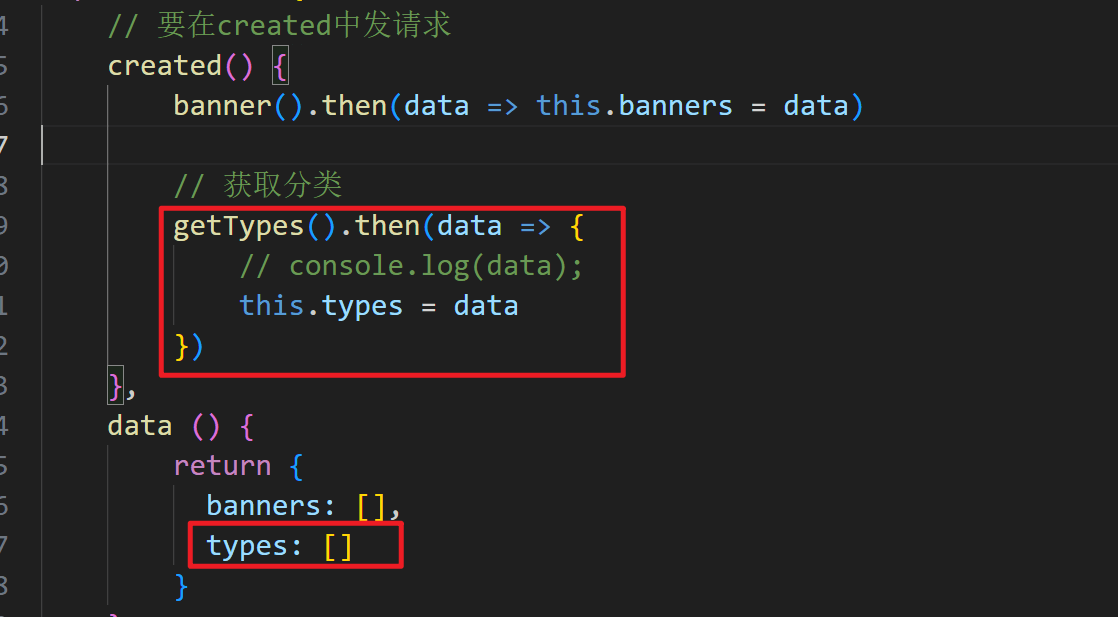 4 // 要在created中发请求
5 created() {
6 banner().then(data => this.banners = data)
7
8 // 获取分类
9 getTypes().then(data => {
0 // console.log(data);
1 this.types = data
2 })
3 },
4 data () {
5 return {
6 banners: [],
7 types: []
8 }